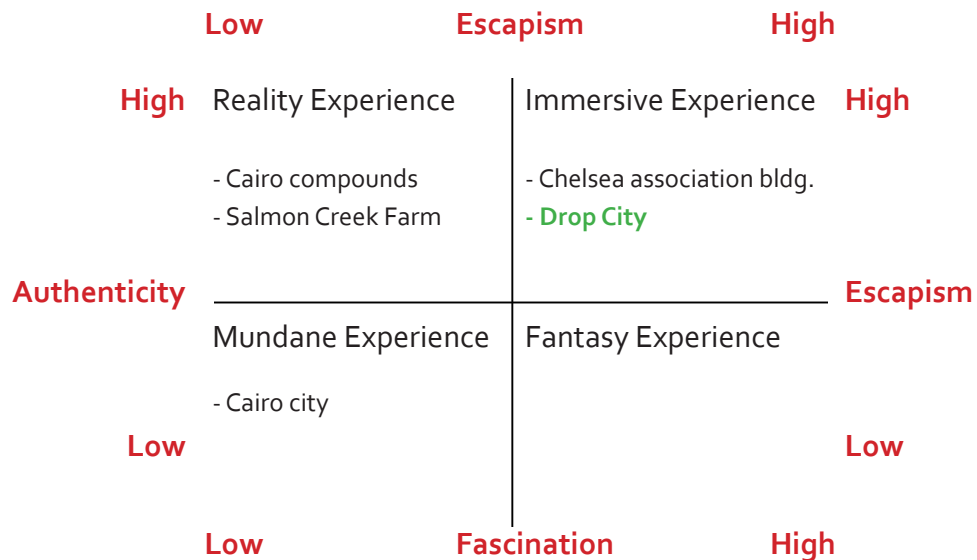 Low Escapism High
High Reality Experience Immersive Experience High
- Cairo compounds - Chelsea association bldg.
- Salmon Creek Farm - Drop City
Authenticity Escapism
Mundane Experience Fantasy Experience
- Cairo city
Low Low
Low Fascination High